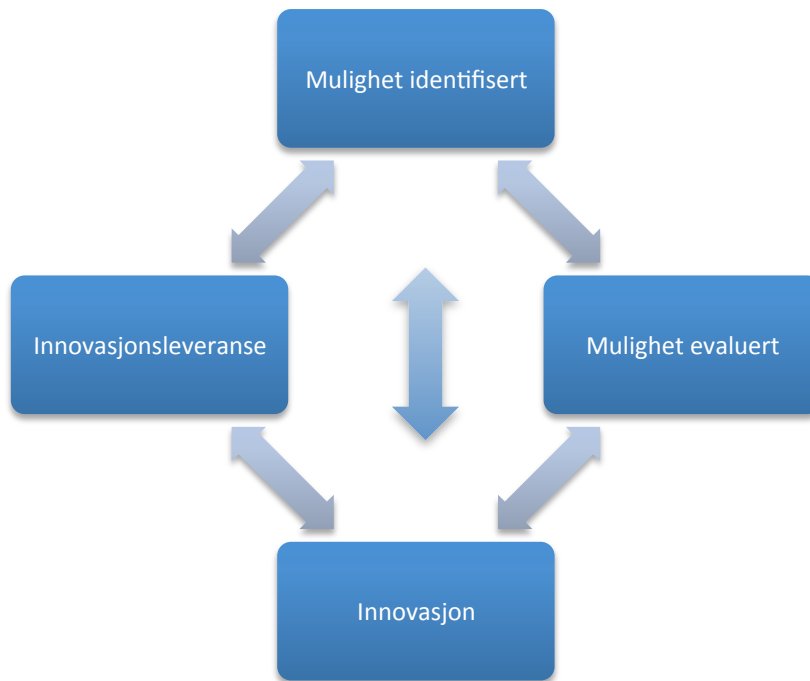 Mulighet identifisert
Innovasjonsleveranse
Mulighet evaluert
Innovasjon